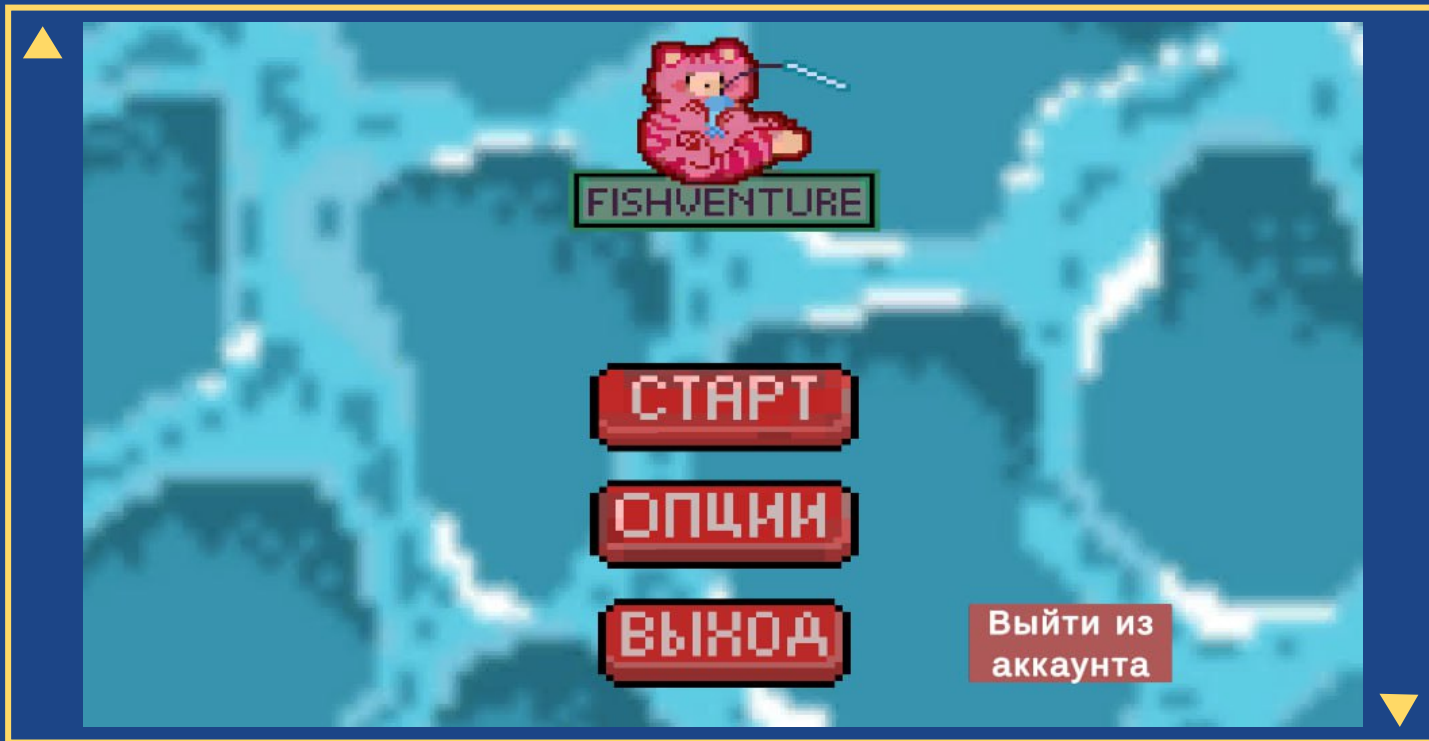 FISHVENTURE
СТАРТ
ОПЦИИ
ВЫХОД
Выйти из
аккаунта